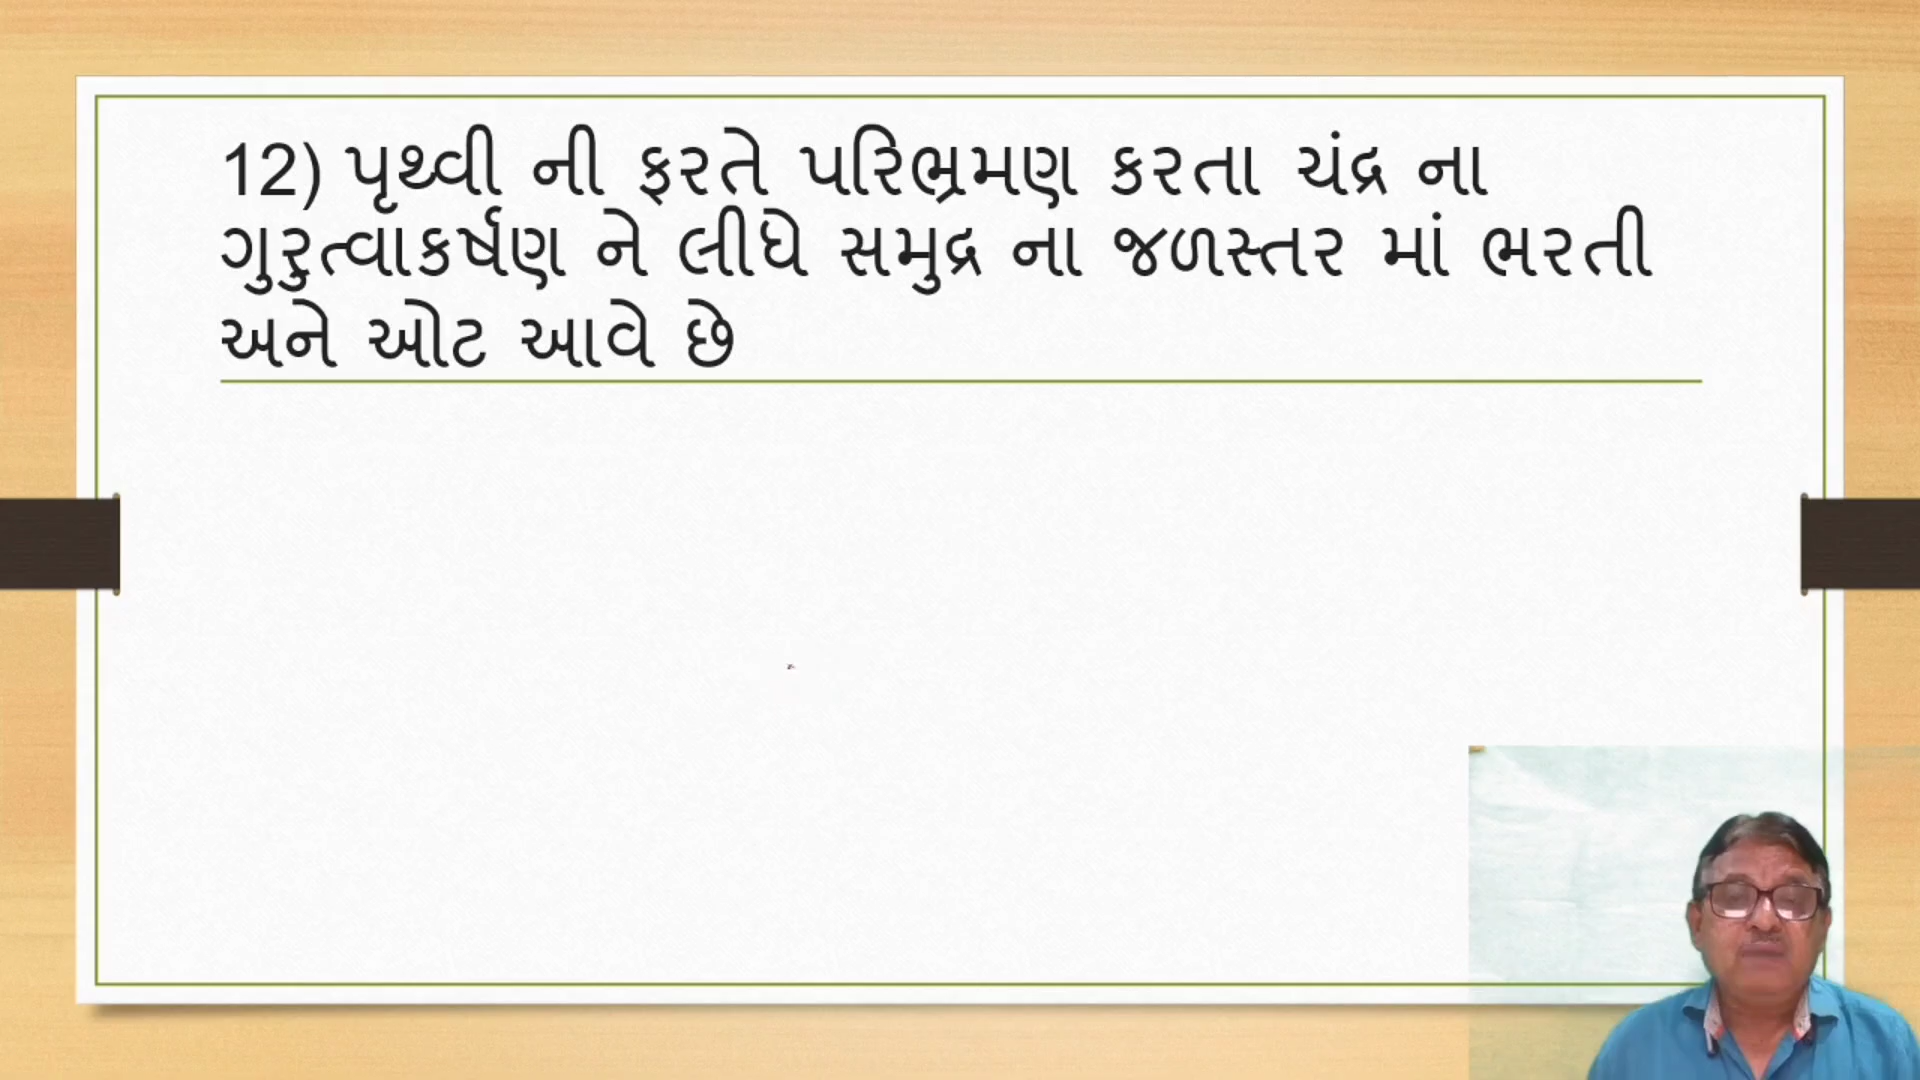 12) પૃથ્વી ની ફરતે પરિભ્રમણ કરતા ચંદ્ર ના
ગુરુત્વાકર્ષણ ને લીધે સમુદ્ર ના જળસ્તર માં ભરતી
અને ઓટ આવે છે